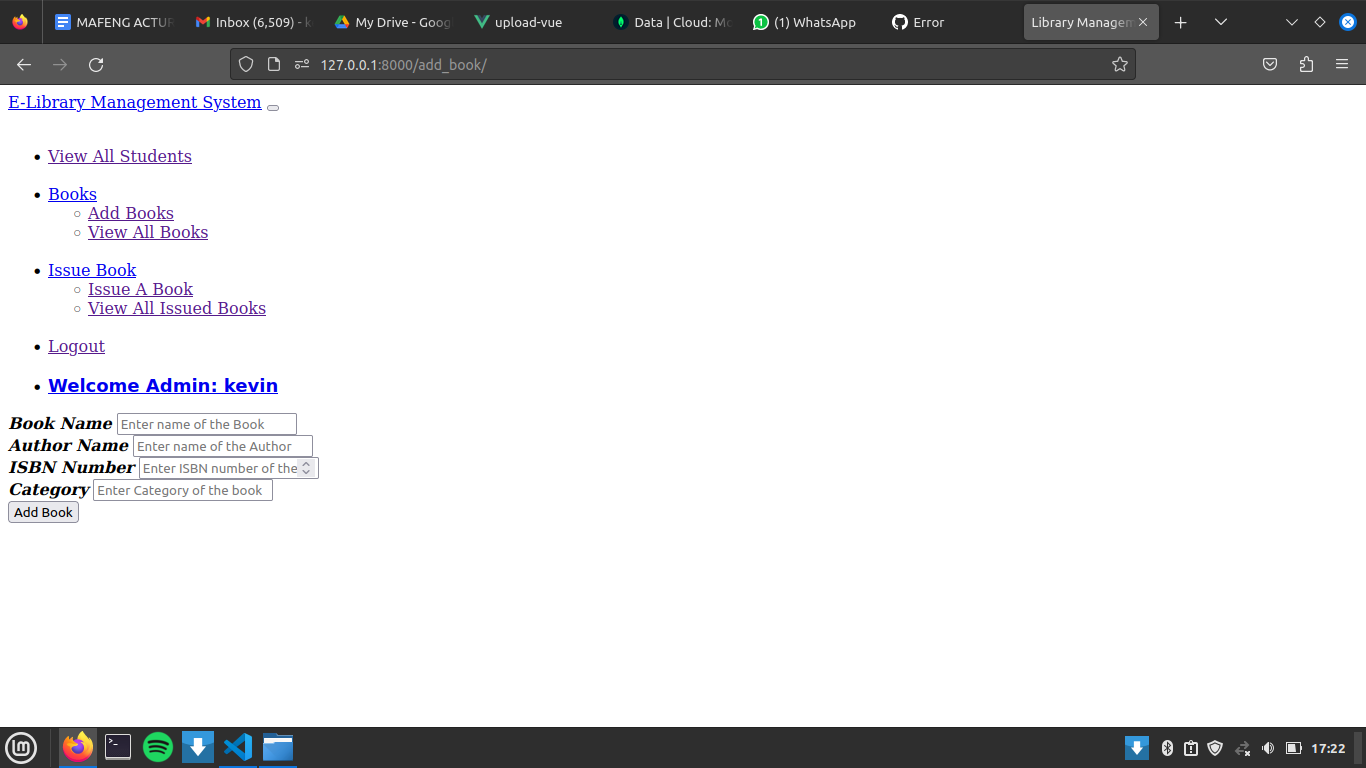 MAFENG ACTUR
Inbox (6,509) - k
My Drive - Goog
upload-vue
Data | Cloud: Mo
(1) WhatsApp
Error
Library Managem
127.0.0.1:8000/add_book/
E-Library Management System
View All Students
Books
Add Books
View All Books
Issue Book
Issue A Book
View All Issued Books
Logout
Welcome Admin: kevin
Book Name Enter name of the Book
Author Name Enter name of the Author
ISBN Number Enter ISBN number of the
Category Enter Category of the book
Add Book
17:22